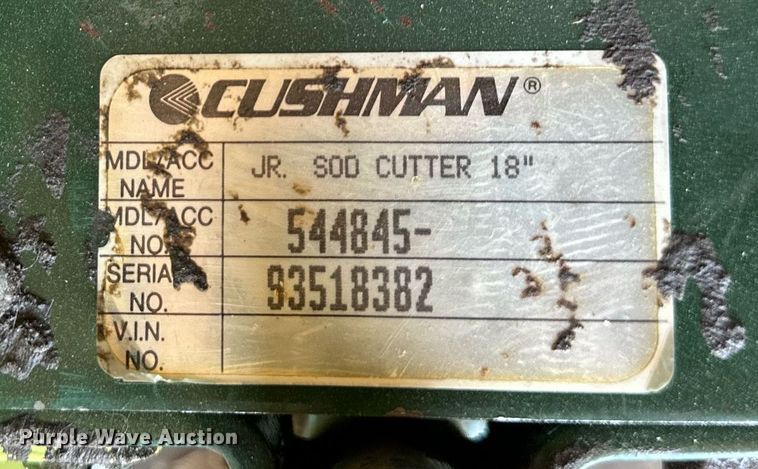 CUSHMAN®
MDL/ACC NAME JR. SOD CUTTER 18"
MDL/ACC NO. 544845-
SERIAL NO. 93518382
V.I.N. NO.
Purple Wave Auction